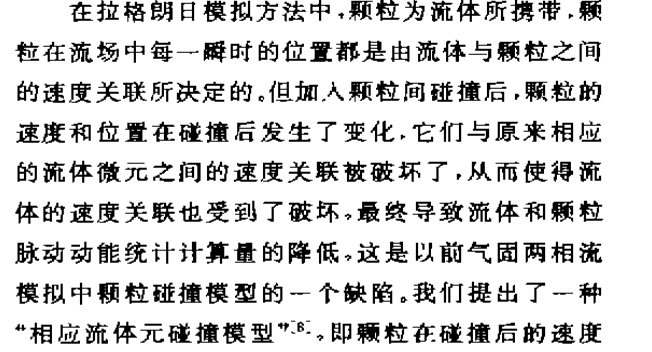 在拉格朗日模拟方法中,颗粒为流体所携带,颗
粒在流场中每一瞬时的位置都是由流体与颗粒之间
的速度关联所决定的。但加入颗粒间碰撞后,颗粒的
速度和位置在碰撞后发生了变化,它们与原来相应
的流体微元之间的速度关联被破坏了,从而使得流
体的速度关联也受到了破坏。最终导致流体和颗粒
脉动动能统计计算量的降低。这是以前气固两相流
模拟中颗粒碰撞模型的一个缺陷。我们提出了一种
“相应流体元碰撞模型”[8]。即颗粒在碰撞后的速度